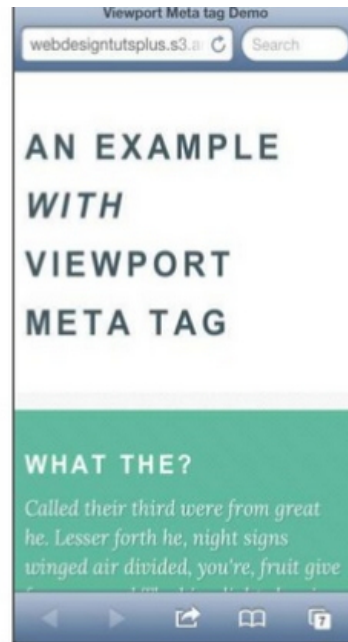 Viewport Meta tag Demo
webdesigntutsplus.s3.a
Search
AN EXAMPLE
WITH
VIEWPORT
META TAG
WHAT THE?
Called their third were from great
he. Lesser forth he, night signs
winged air divided, you're, fruit give
7